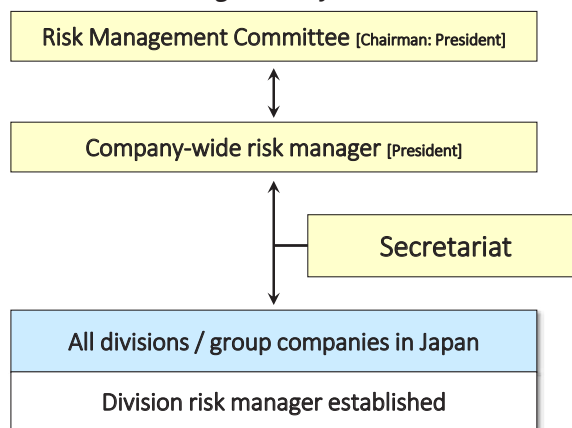 Risk Management Committee [Chairman: President]
Company-wide risk manager [President]
Secretariat
All divisions / group companies in Japan
Division risk manager established